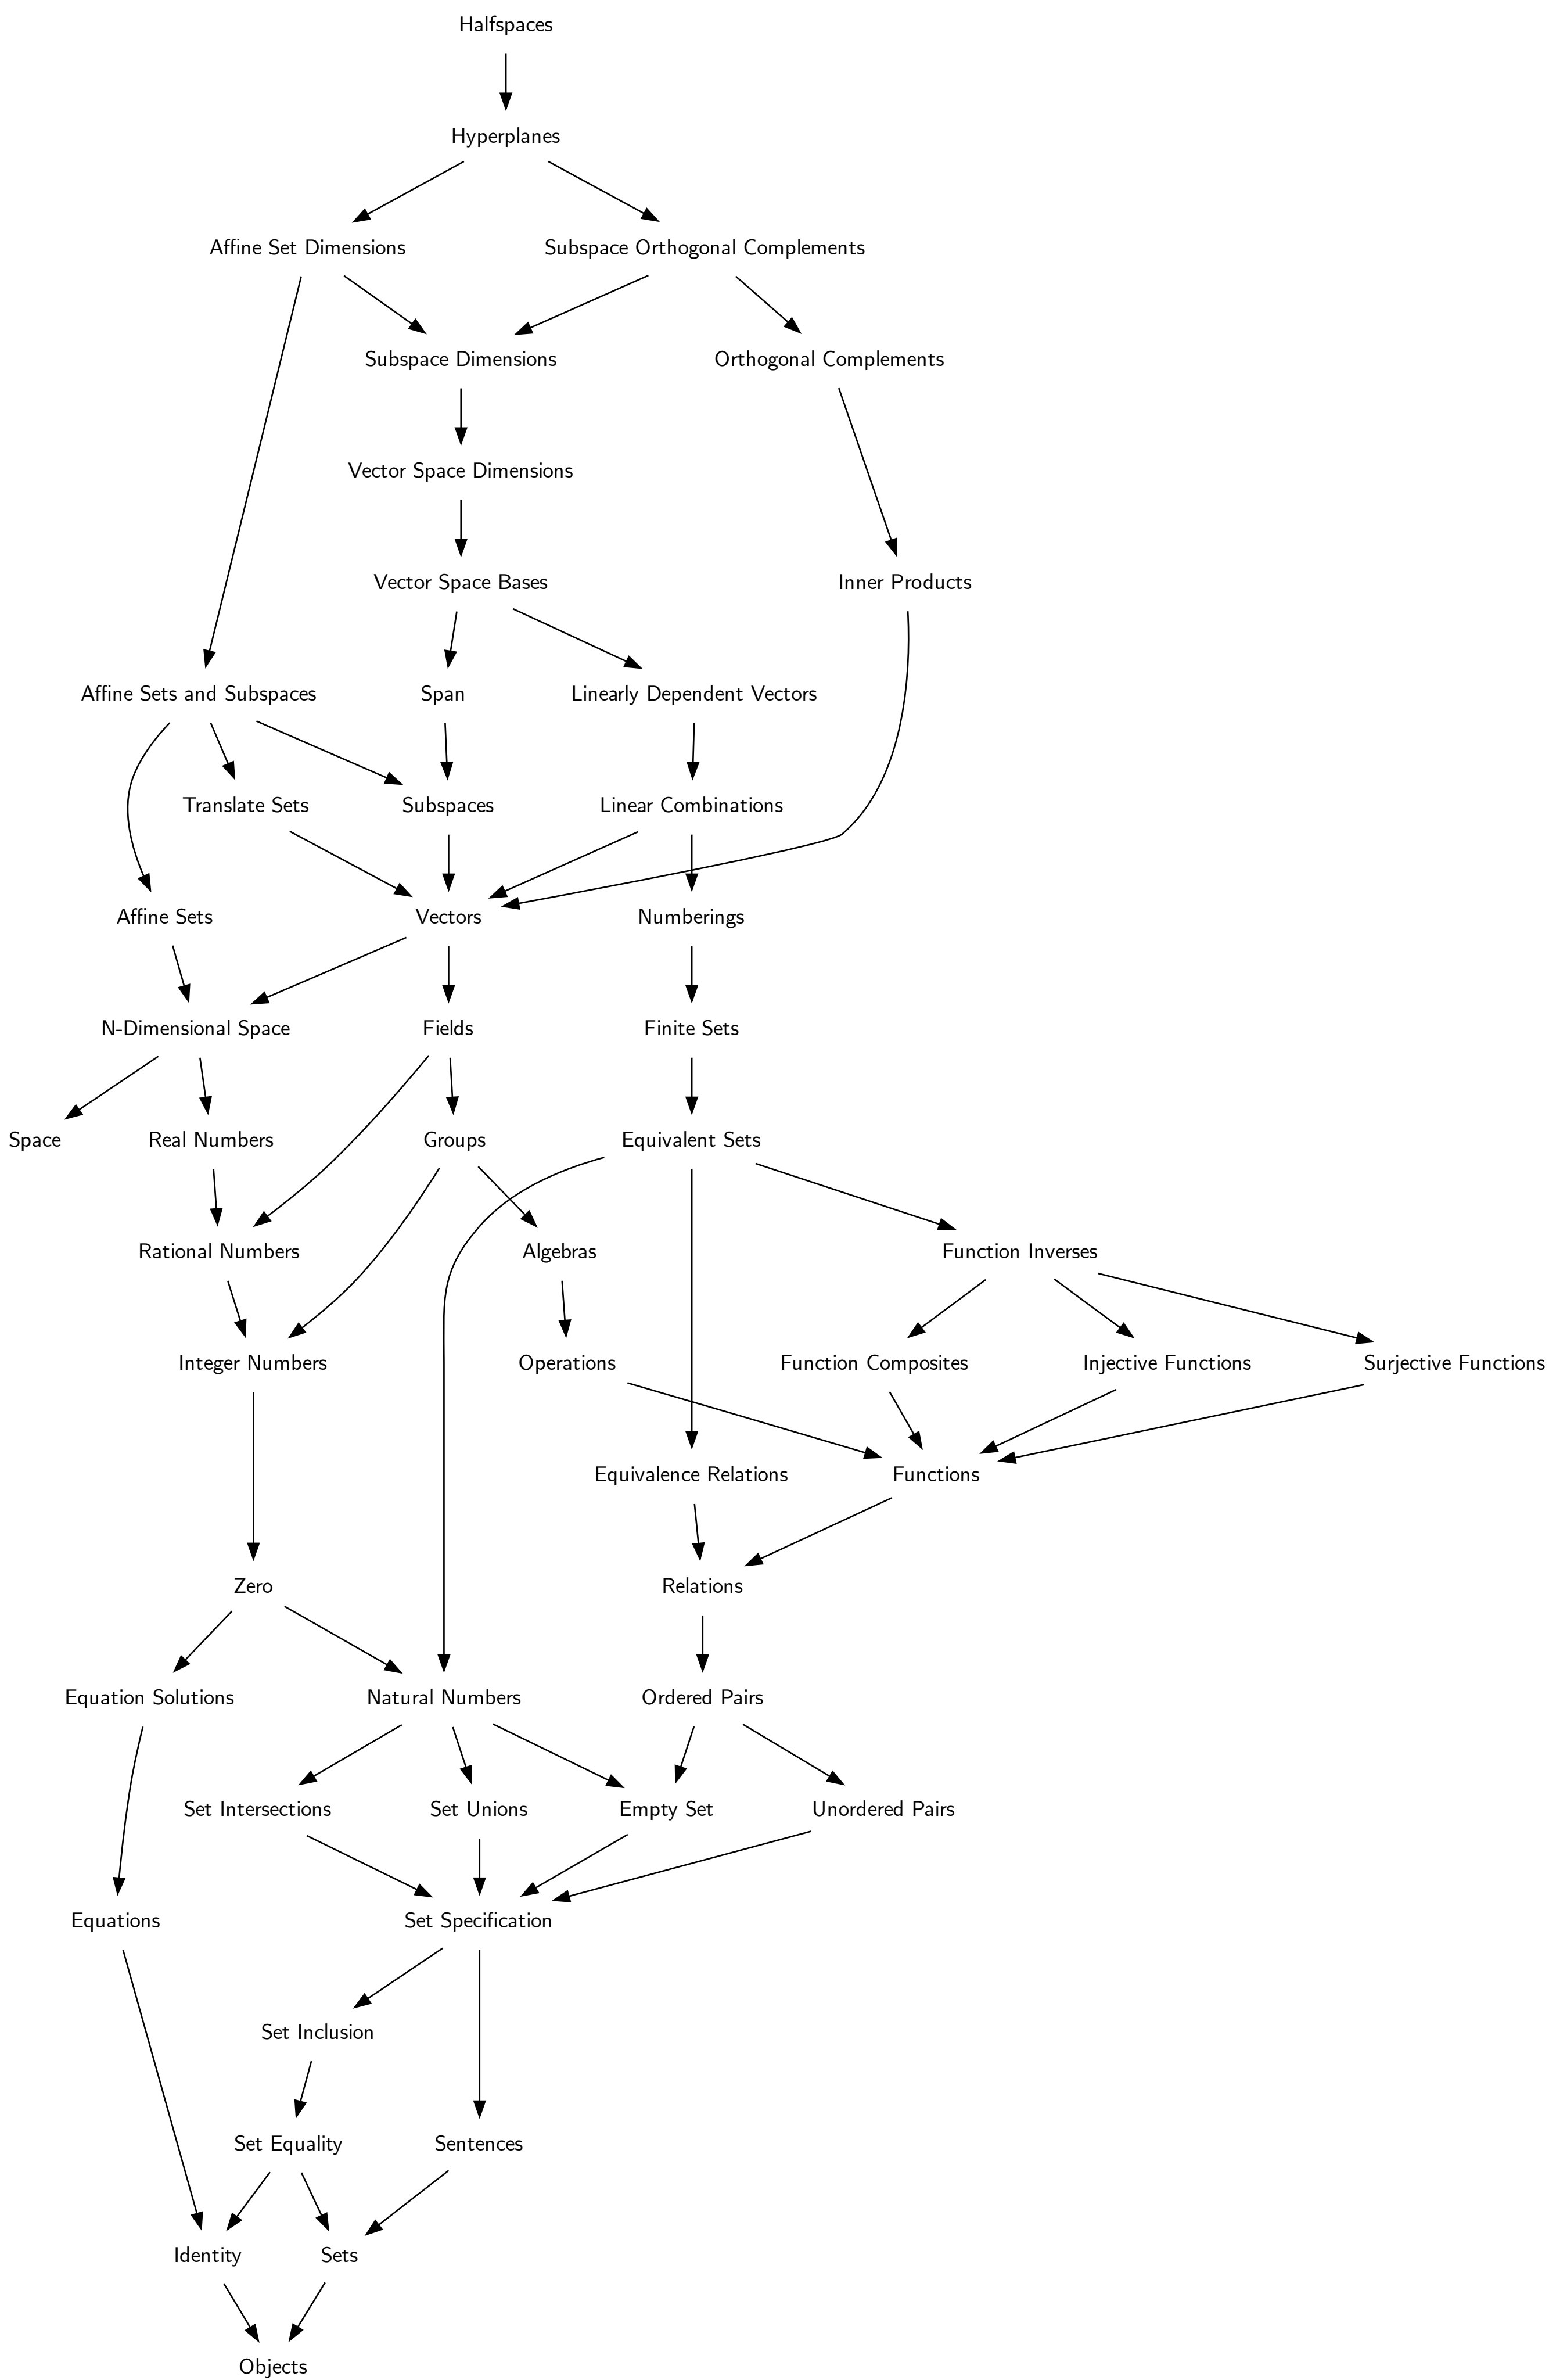 Halfspaces
Hyperplanes
Affine Set Dimensions
Subspace Orthogonal Complements
Subspace Dimensions
Orthogonal Complements
Vector Space Dimensions
Vector Space Bases
Inner Products
Affine Sets and Subspaces
Span
Linearly Dependent Vectors
Translate Sets
Subspaces
Linear Combinations
Affine Sets
Vectors
Numberings
N-Dimensional Space
Fields
Finite Sets
Space
Real Numbers
Groups
Equivalent Sets
Rational Numbers
Algebras
Function Inverses
Integer Numbers
Operations
Function Composites
Injective Functions
Surjective Functions
Equivalence Relations
Functions
Zero
Relations
Equation Solutions
Natural Numbers
Ordered Pairs
Set Intersections
Set Unions
Empty Set
Unordered Pairs
Equations
Set Specification
Set Inclusion
Set Equality
Sentences
Identity
Sets
Objects